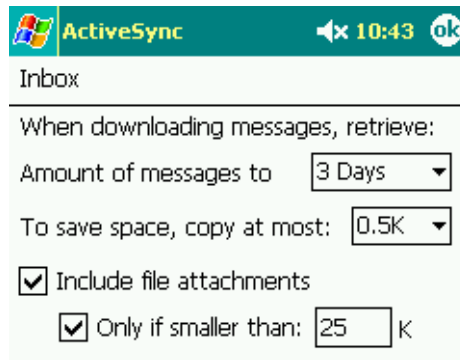 ActiveSync 10:43 ok
Inbox
When downloading messages, retrieve:
Amount of messages to 3 Days
To save space, copy at most: 0.5K
Include file attachments
Only if smaller than: 25 K